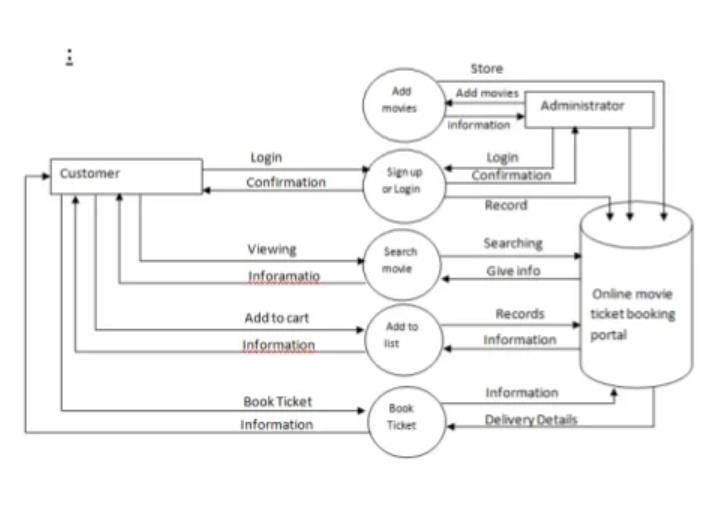 :
Store
Add
movies
Add movies
information
Administrator
Customer
Login
Confirmation
Sign up
or Login
Login
Confirmation
Record
Viewing
Inforamatio
Search
movie
Searching
Give info
Online movie
ticket booking
portal
Add to cart
Information
Add to
list
Records
Information
Book Ticket
Information
Book
Ticket
Information
Delivery Details